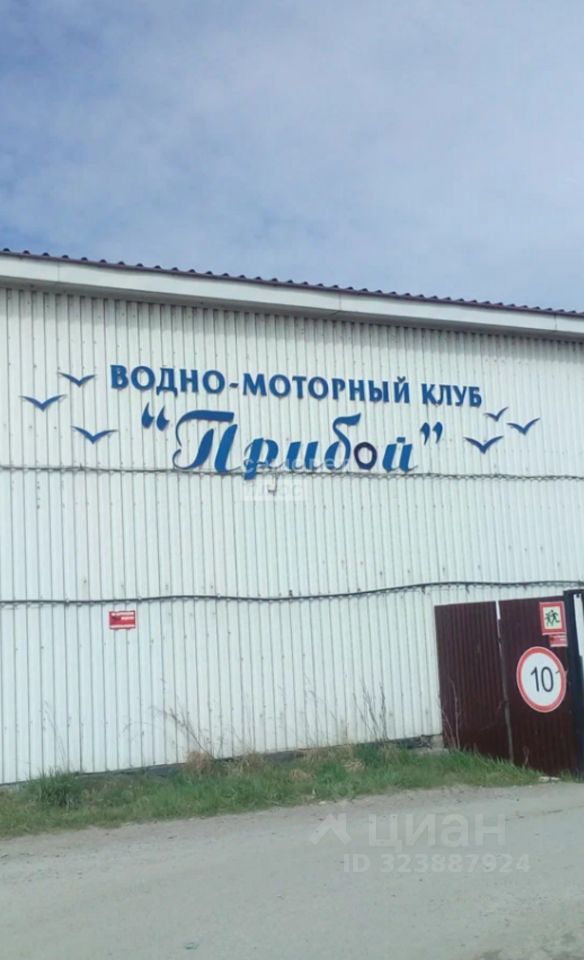 ВОДНО-МОТОРНЫЙ КЛУБ
"Прибой"
10
циан
ID 323887924